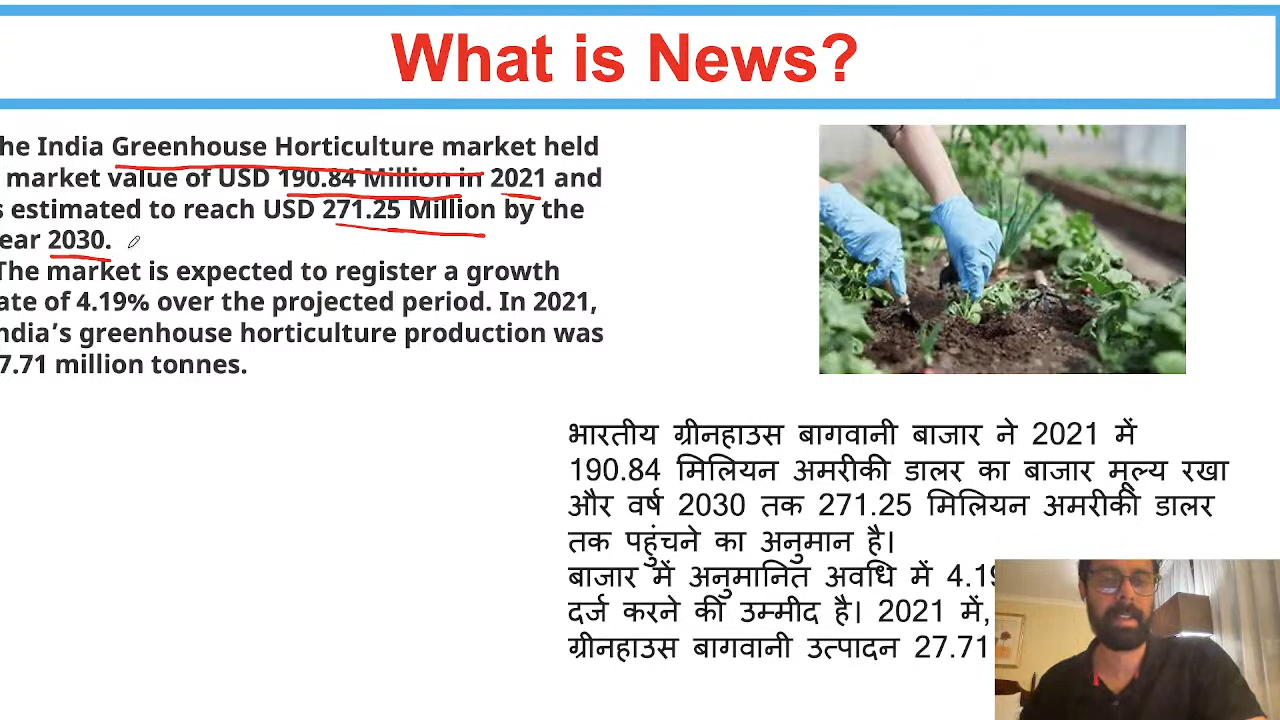 What is News?
he India Greenhouse Horticulture market held
market value of USD 190.84 Million in 2021 and
s estimated to reach USD 271.25 Million by the
ear 2030.
The market is expected to register a growth
ate of 4.19% over the projected period. In 2021,
ndia’s greenhouse horticulture production was
7.71 million tonnes.
भारतीय ग्रीनहाउस बागवानी बाजार ने 2021 में
190.84 मिलियन अमरीकी डालर का बाजार मूल्य रखा
और वर्ष 2030 तक 271.25 मिलियन अमरीकी डालर
तक पहुंचने का अनुमान है।
बाजार में अनुमानित अवधि में 4.19
दर्ज करने की उम्मीद है। 2021 में,
ग्रीनहाउस बागवानी उत्पादन 27.71